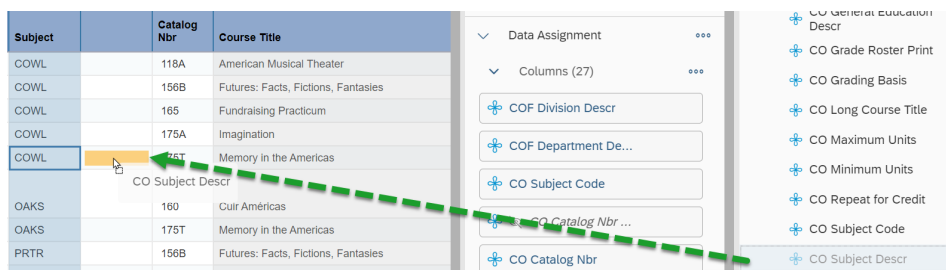 Subject Catalog Nbr Course Title
COWL 118A American Musical Theater
COWL 156B Futures: Facts, Fictions, Fantasies
COWL 165 Fundraising Practicum
COWL 175A Imagination
COWL 175T Memory in the Americas
CO Subject Descr
OAKS 160 Cuir Américas
OAKS 175T Memory in the Americas
PRTR 156B Futures: Facts, Fictions, Fantasies
Data Assignment
Columns (27)
COF Division Descr
COF Department De...
CO Subject Code
CO Catalog Nbr ...
CO Catalog Nbr
CO General Education
Descr
CO Grade Roster Print
CO Grading Basis
CO Long Course Title
CO Maximum Units
CO Minimum Units
CO Repeat for Credit
CO Subject Code
CO Subject Descr